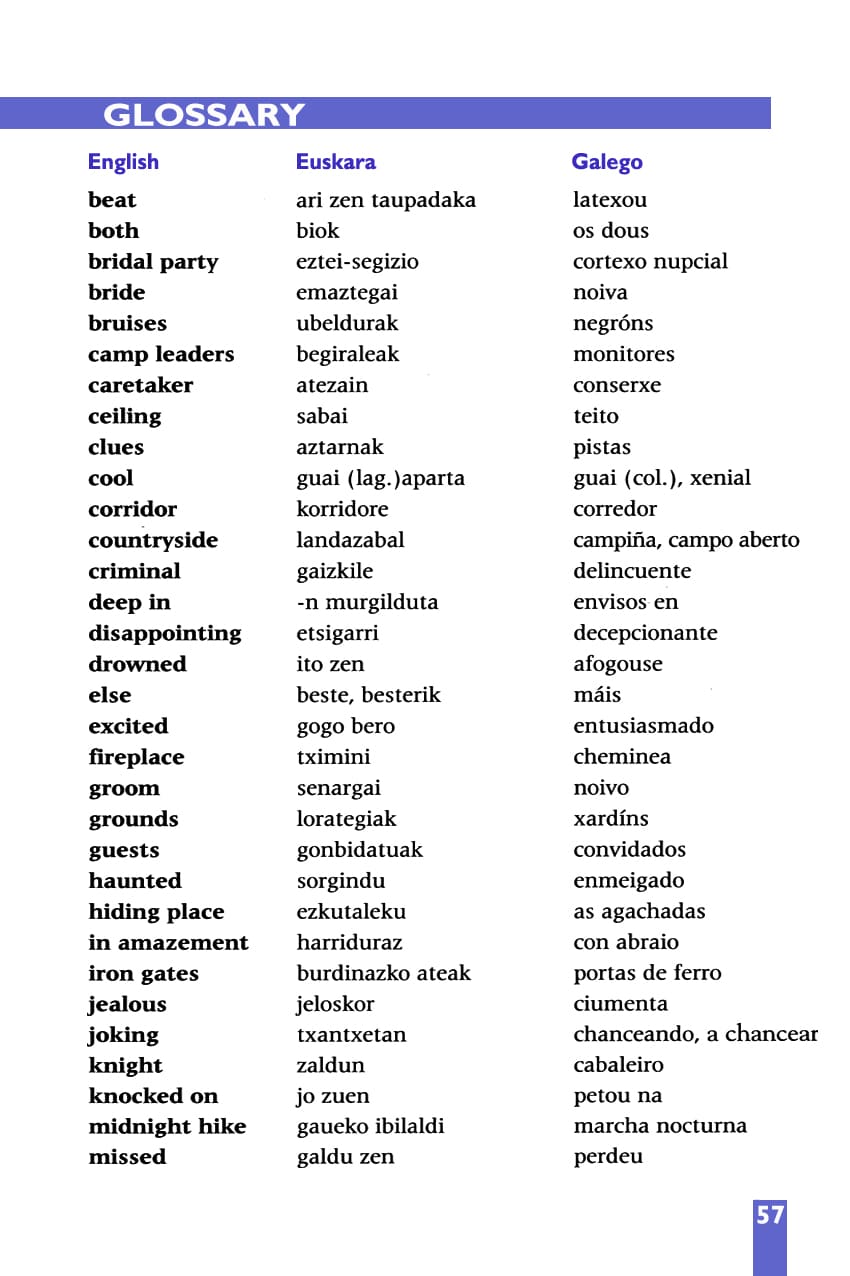 GLOSSARY
English Euskara Galego
beat ari zen taupadaka latexou
both biok os dous
bridal party eztei-segizio cortexo nupcial
bride emaztegai noiva
bruises ubeldurak negróns
camp leaders begiraleak monitores
caretaker atezain conserxe
ceiling sabai teito
clues aztarnak pistas
cool guai (lag.)aparta guai (col.), xenial
corridor korridore corredor
countryside landazabal campiña, campo aberto
criminal gaizkile delincuente
deep in -n murgilduta envisos en
disappointing etsigarri decepcionante
drowned ito zen afogouse
else beste, besterik máis
excited gogo bero entusiasmado
fireplace tximini cheminea
groom senargai noivo
grounds lorategiak xardíns
guests gonbidatuak convidados
haunted sorgindu enmeigado
hiding place ezkutaleku as agachadas
in amazement harriduraz con abraio
iron gates burdinazko ateak portas de ferro
jealous jeloskor ciumenta
joking txantxetan chanceando, a chancear
knight zaldun cabaleiro
knocked on jo zuen petou na
midnight hike gaueko ibilaldi marcha nocturna
missed galdu zen perdeu
57